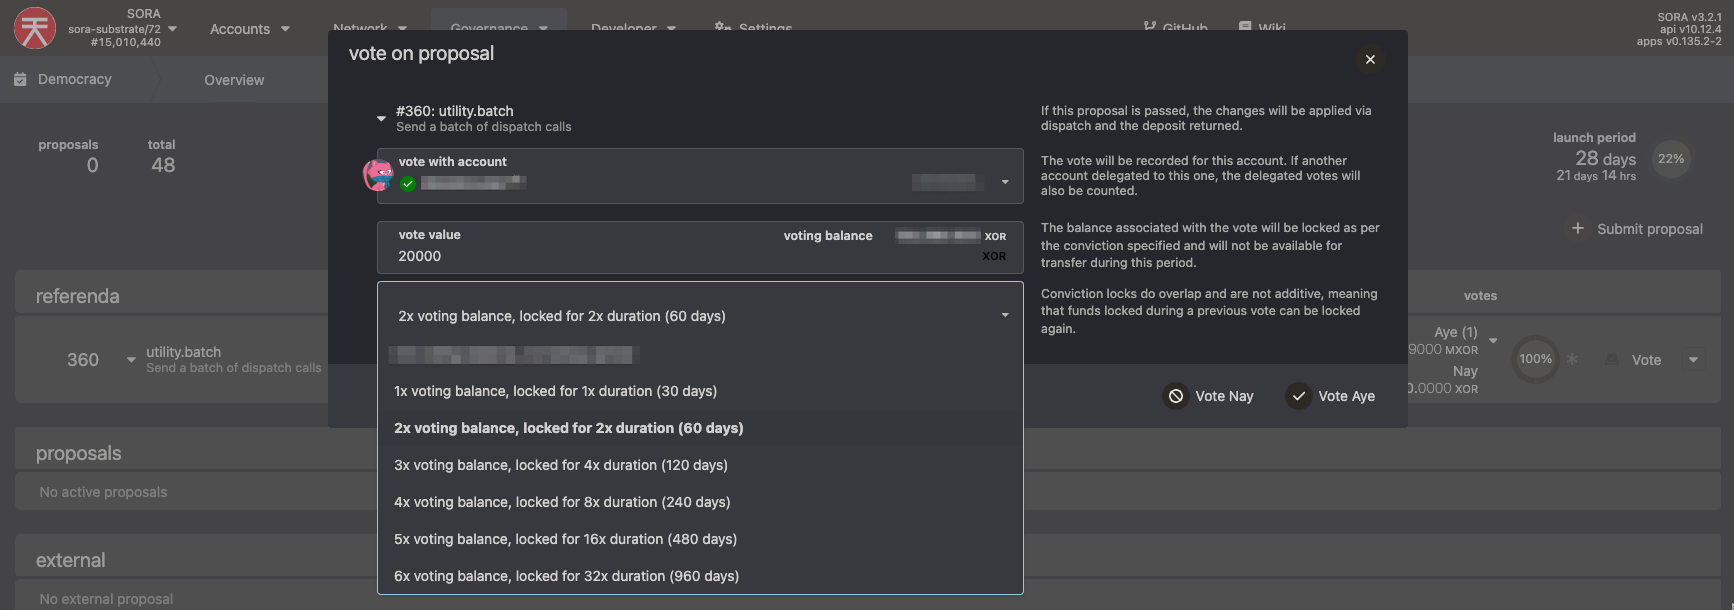 SORA
sora-substrate/72
#15,010,440
Accounts
Network
Governance
Developer
Settings
GitHub
Wiki
SORA v3.2.1
api v10.12.4
apps v0.135.2-2
Democracy
Overview
vote on proposal
#360: utility.batch
Send a batch of dispatch calls
If this proposal is passed, the changes will be applied via
dispatch and the deposit returned.
proposals
0
total
48
launch period
28 days
21 days 14 hrs
22%
vote with account
The vote will be recorded for this account. If another
account delegated to this one, the delegated votes will
also be counted.
vote value
20000
voting balance
XOR
XOR
The balance associated with the vote will be locked as per
the conviction specified and will not be available for
transfer during this period.
+ Submit proposal
referenda
votes
2x voting balance, locked for 2x duration (60 days)
Conviction locks do overlap and are not additive, meaning
that funds locked during a previous vote can be locked
again.
360
utility.batch
Send a batch of dispatch calls
Aye (1)
9000 MXOR
Nay
0.0000 XOR
100%
Vote
1x voting balance, locked for 1x duration (30 days)
2x voting balance, locked for 2x duration (60 days)
3x voting balance, locked for 4x duration (120 days)
4x voting balance, locked for 8x duration (240 days)
5x voting balance, locked for 16x duration (480 days)
6x voting balance, locked for 32x duration (960 days)
Vote Nay
Vote Aye
proposals
No active proposals
external
No external proposal